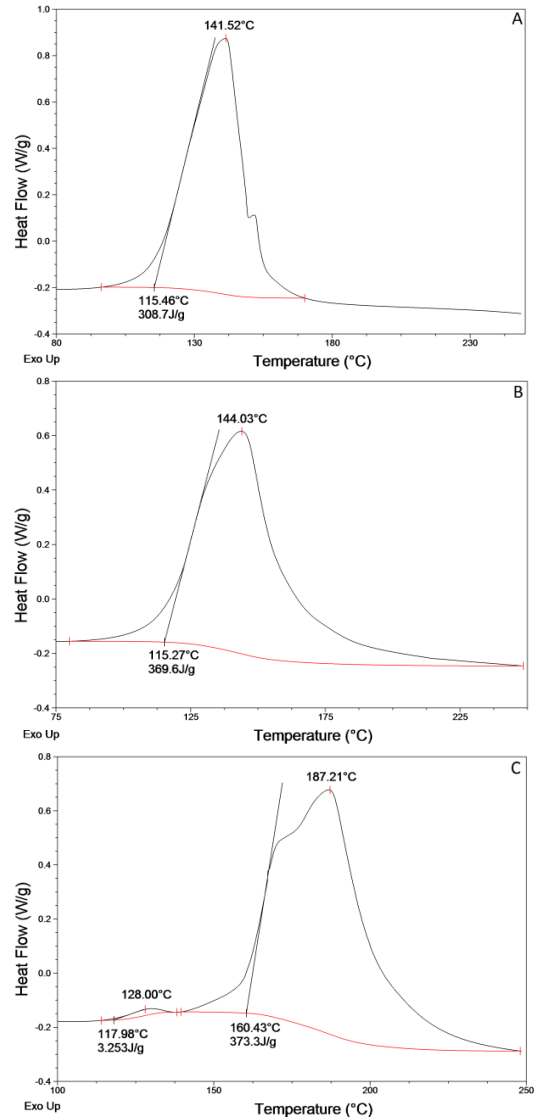 A
141.52°C
1.0
0.8
0.6
0.4
0.2
0.0
-0.2
-0.4
Heat Flow (W/g)
115.46°C
308.7J/g
80
130
180
230
Exo Up
Temperature (°C)
B
144.03°C
0.8
0.6
0.4
0.2
0.0
-0.2
-0.4
Heat Flow (W/g)
115.27°C
369.6J/g
75
125
175
225
Exo Up
Temperature (°C)
C
187.21°C
0.8
0.6
0.4
0.2
0.0
-0.2
-0.4
Heat Flow (W/g)
128.00°C
117.98°C
3.253J/g
160.43°C
373.3J/g
100
150
200
250
Exo Up
Temperature (°C)